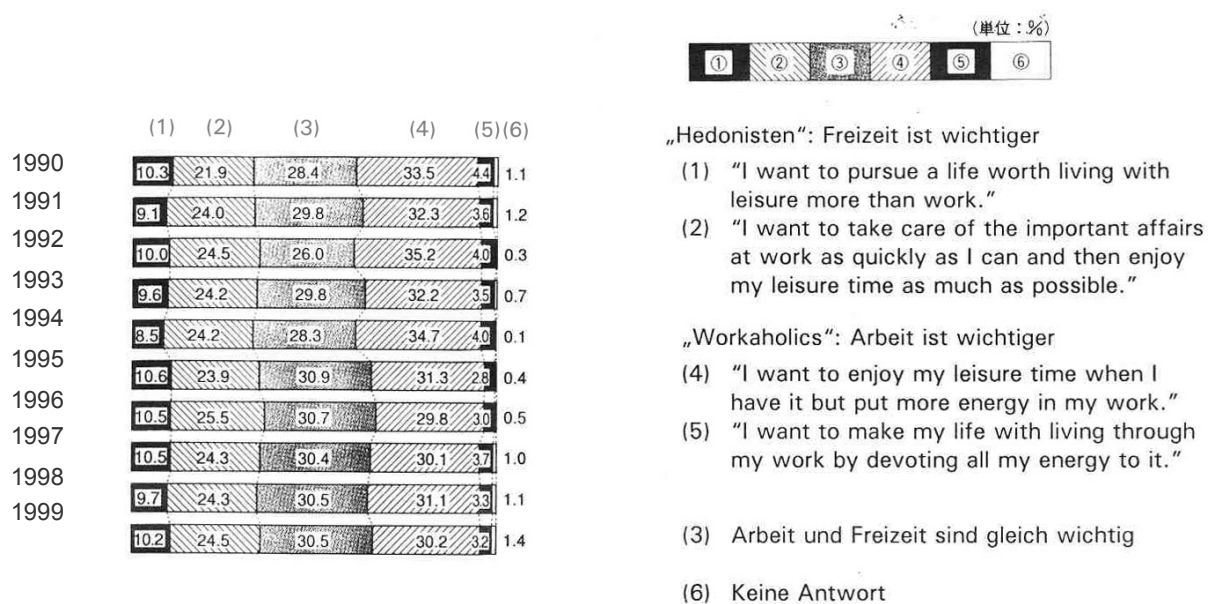 (単位:%)
① ② ③ ④ ⑤ ⑥
(1) (2) (3) (4) (5) (6)
1990 10.3 21.9 28.4 33.5 4.4 1.1
1991 9.1 24.0 29.8 32.3 3.6 1.2
1992 10.0 24.5 26.0 35.2 4.0 0.3
1993 9.6 24.2 29.8 32.2 3.5 0.7
1994 8.5 24.2 28.3 34.7 4.0 0.1
1995 10.6 23.9 30.9 31.3 2.8 0.4
1996 10.5 25.5 30.7 29.8 3.0 0.5
1997 10.5 24.3 30.4 30.1 3.7 1.0
1998 9.7 24.3 30.5 31.1 3.3 1.1
1999 10.2 24.5 30.5 30.2 3.2 1.4
„Hedonisten“: Freizeit ist wichtiger
(1) “I want to pursue a life worth living with
leisure more than work.”
(2) “I want to take care of the important affairs
at work as quickly as I can and then enjoy
my leisure time as much as possible.”
„Workaholics“: Arbeit ist wichtiger
(4) “I want to enjoy my leisure time when I
have it but put more energy in my work.”
(5) “I want to make my life with living through
my work by devoting all my energy to it.”
(3) Arbeit und Freizeit sind gleich wichtig
(6) Keine Antwort